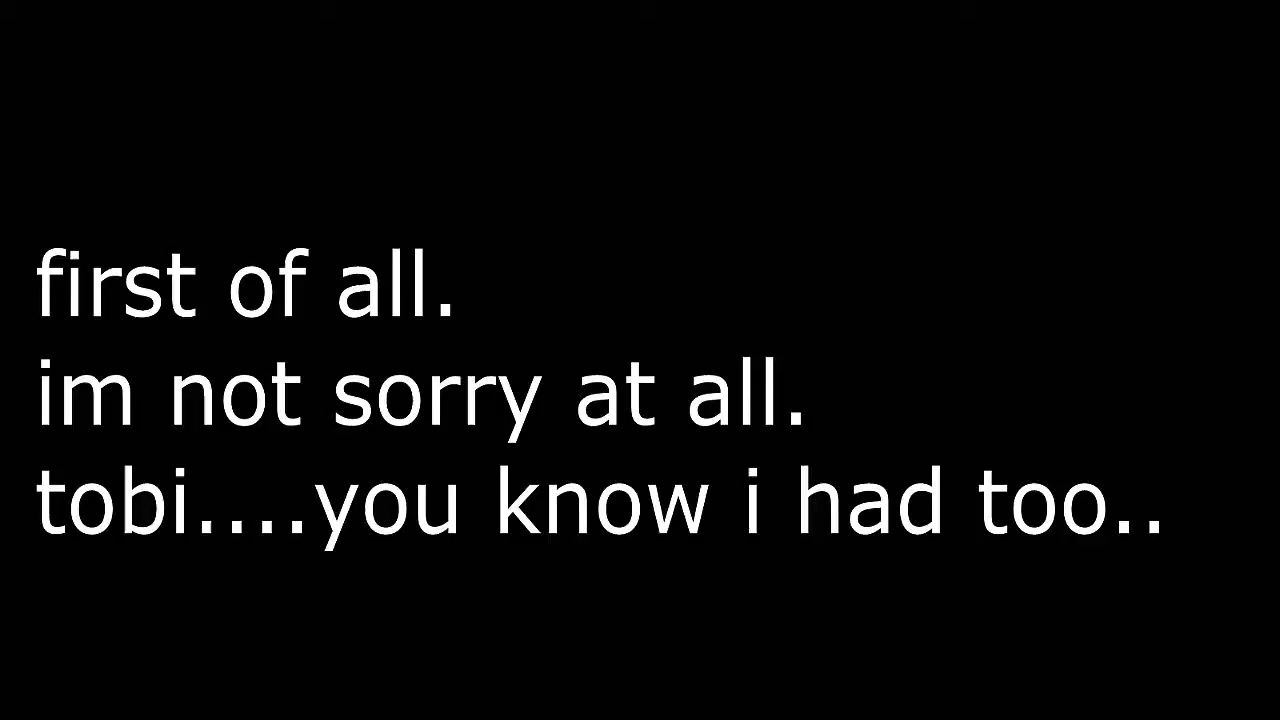 first of all.
im not sorry at all.
tobi....you know i had too..